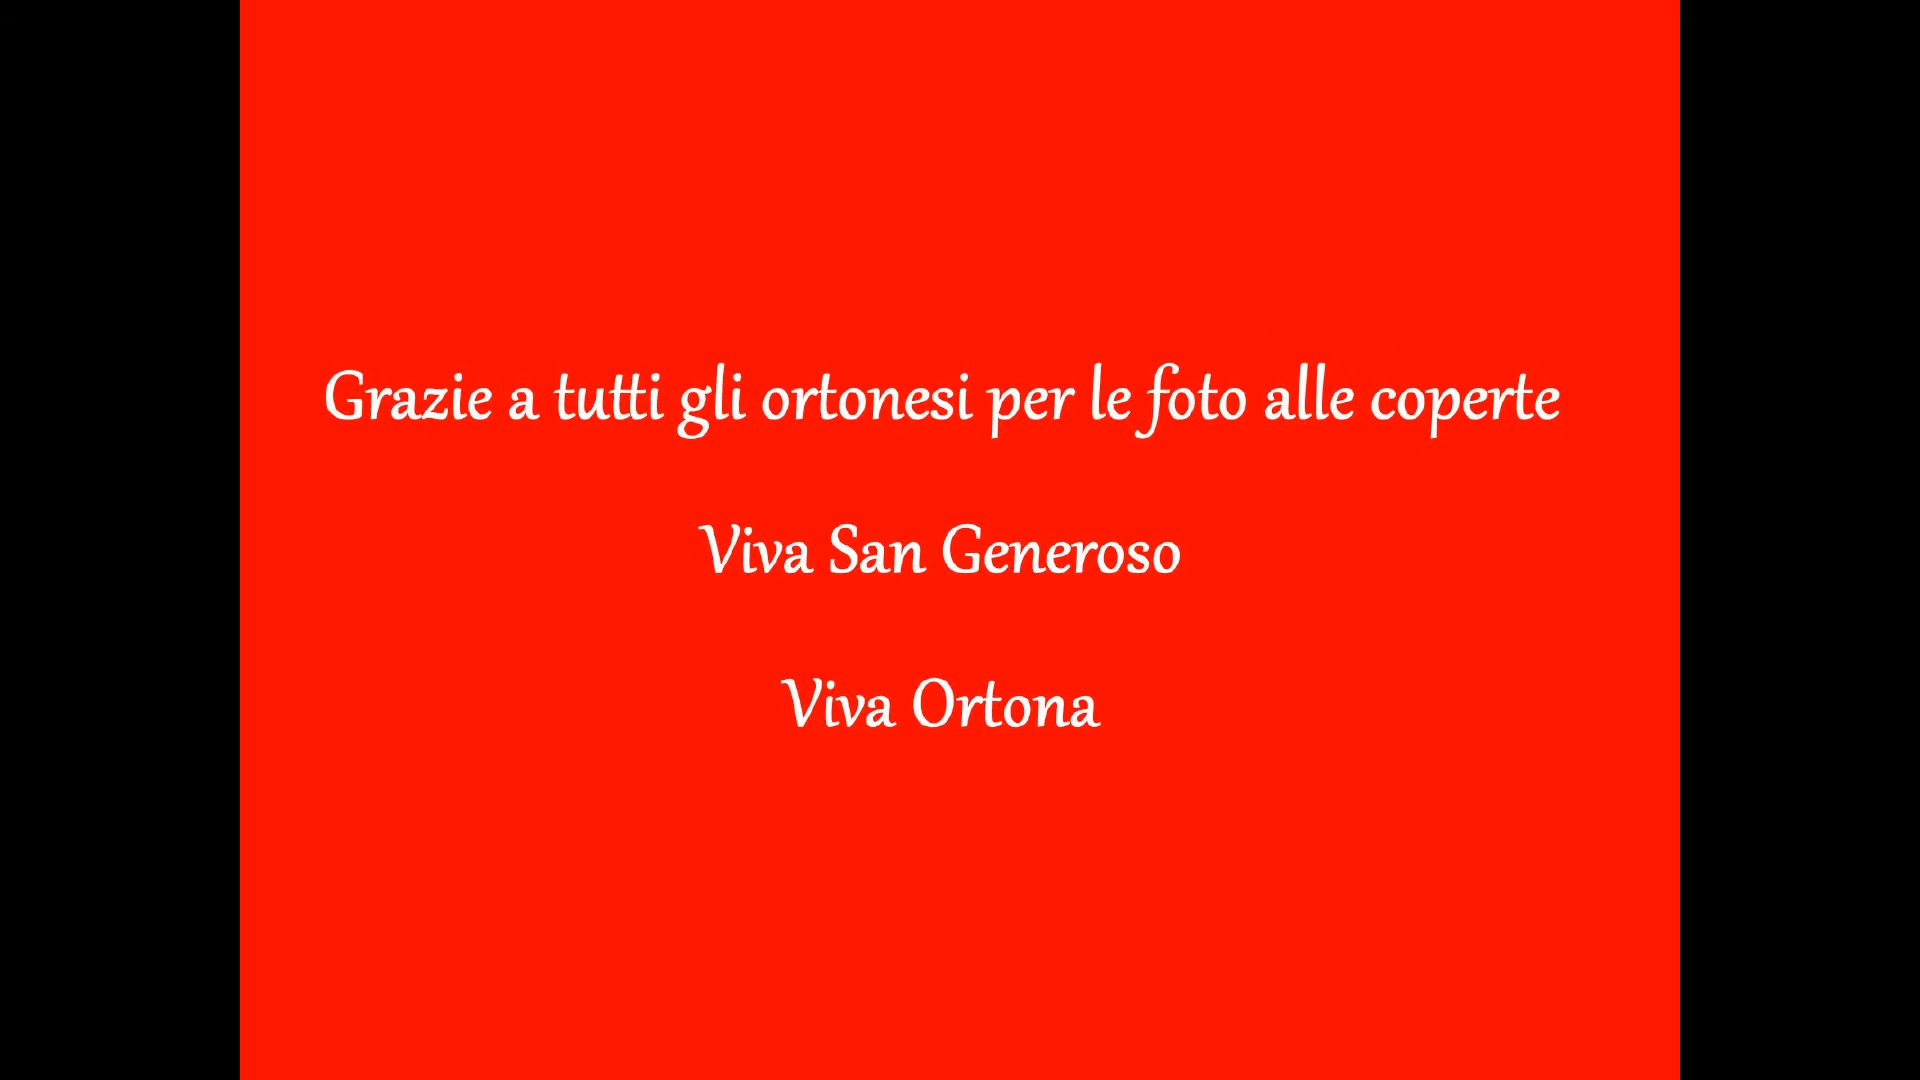 Grazie a tutti gli ortonesi per le foto alle coperte
Viva San Generoso
Viva Ortona